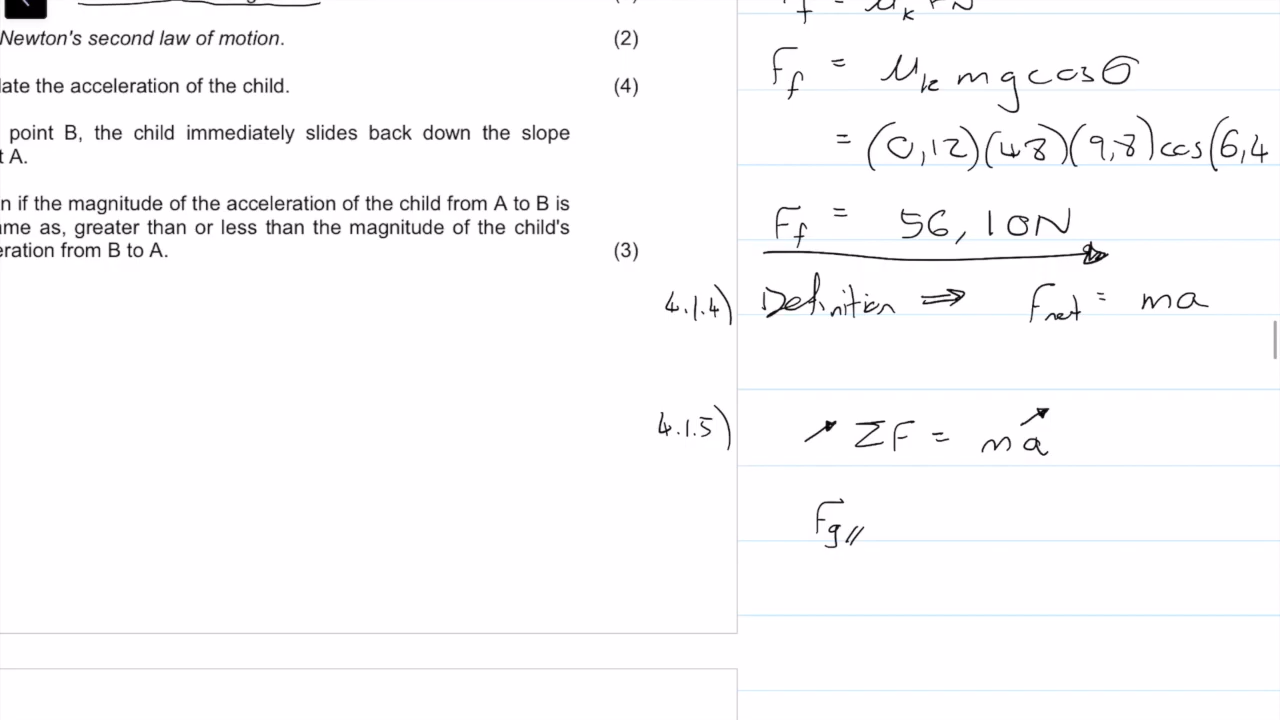 Newton's second law of motion. (2)
late the acceleration of the child. (4)
point B, the child immediately slides back down the slope
t A.
n if the magnitude of the acceleration of the child from A to B is
ame as, greater than or less than the magnitude of the child's
eration from B to A. (3)
F_f = μ_k mg cos θ
= (0,12)(48)(9,8)cos(6,4
F_f = 56,10N
4.1.4) Definition ⇒ F_net = ma
4.1.5) ↗ ΣF = ma
F_g//